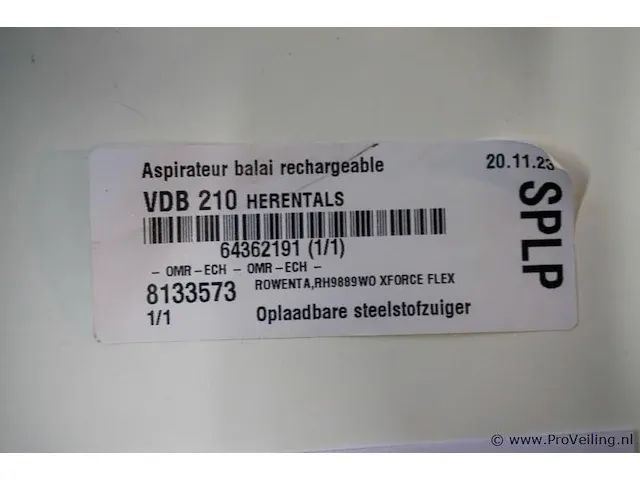 Aspirateur balai rechargeable
20.11.23
VDB 210 HERENTALS
SPLP
64362191 (1/1)
- OMR-ECH - OMR-ECH -
8133573
ROWENTA,RH9889WO XFORCE FLEX
1/1
Oplaadbare steelstofzuiger
© www.ProVeiling.nl